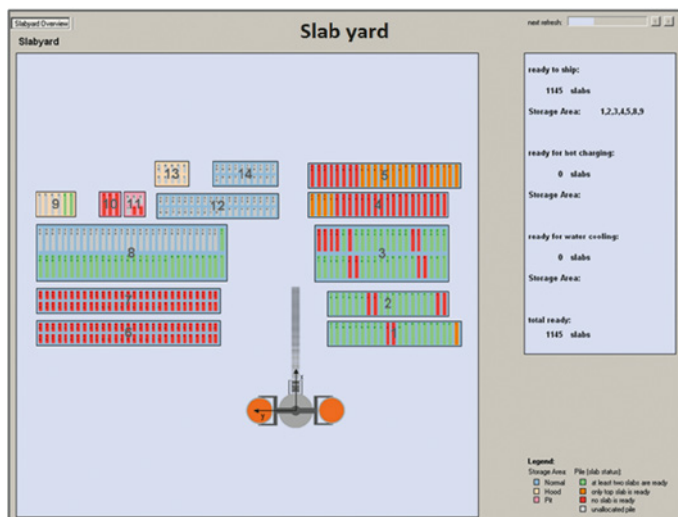 Slabyard Overview
Slab yard
next refresh:
Slabyard
ready to ship:
1145 slabs
Storage Area: 1,2,3,4,5,8,9
ready for hot charging:
0 slabs
Storage Area:
ready for water cooling:
0 slabs
Storage Area:
total ready:
1145 slabs
13
14
5
9
10
11
12
4
8
3
7
2
6
1
y
Legend:
Storage Area: Pile (slab status):
Normal at least two slabs are ready
Hood only top slab is ready
Pit no slab is ready
unallocated pile